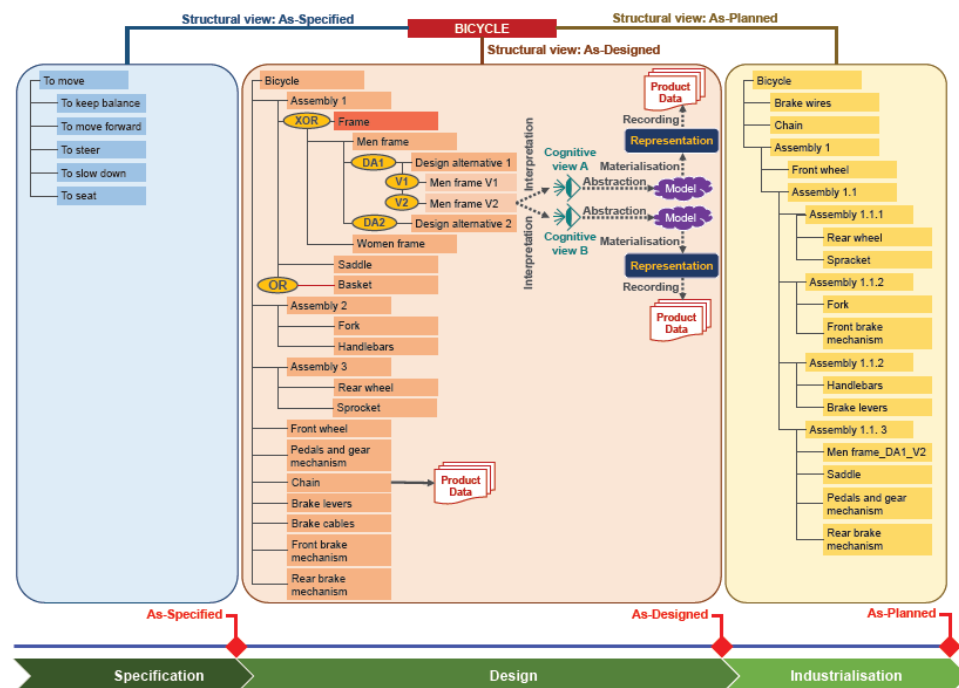 Structural view: As-Specified
Structural view: As-Planned
BICYCLE
Structural view: As-Designed
To move
To keep balance
To move forward
To steer
To slow down
To seat
Bicycle
Assembly 1
XOR
Frame
Men frame
DA1
Design alternative 1
V1
Men frame V1
V2
Men frame V2
DA2
Design alternative 2
Women frame
Saddle
OR
Basket
Assembly 2
Fork
Handlebars
Assembly 3
Rear wheel
Sprocket
Front wheel
Pedals and gear
mechanism
Chain
Brake levers
Brake cables
Front brake
mechanism
Rear brake
mechanism
Product
Data
Interpretation
Interpretation
Cognitive
view A
Abstraction
Model
Materialisation
Representation
Recording
Product
Data
Cognitive
view B
Abstraction
Model
Materialisation
Representation
Recording
Product
Data
Bicycle
Brake wires
Chain
Assembly 1
Front wheel
Assembly 1.1
Assembly 1.1.1
Rear wheel
Spracket
Assembly 1.1.2
Fork
Front brake
mechanism
Assembly 1.1.2
Handlebars
Brake levers
Assembly 1.1. 3
Men frame_DA1_V2
Saddle
Pedals and gear
mechanism
Rear brake
mechanism
As-Specified
As-Designed
As-Planned
Specification
Design
Industrialisation